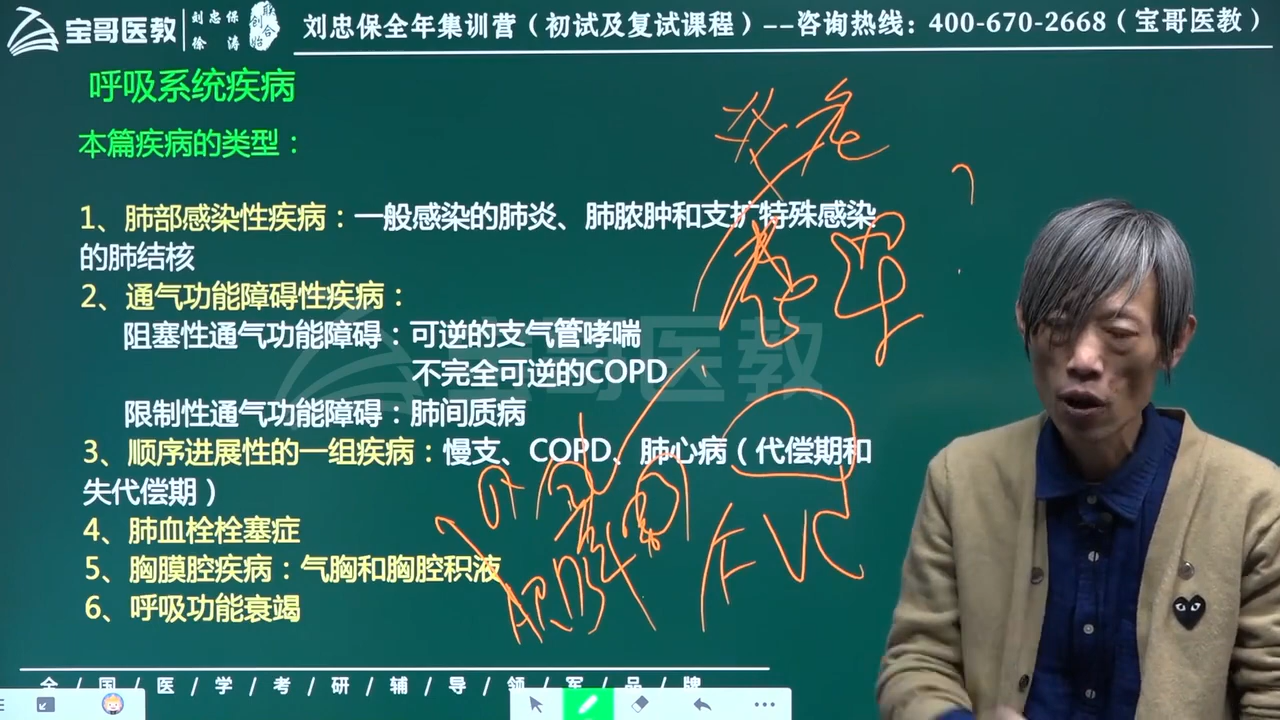 宝哥医教 刘忠保 徐涛 联合创始
刘忠保全年集训营（初试及复试课程）--咨询热线：400-670-2668（宝哥医教）
呼吸系统疾病
本篇疾病的类型：
1、肺部感染性疾病：一般感染的肺炎、肺脓肿和支扩特殊感染
的肺结核
2、通气功能障碍性疾病：
阻塞性通气功能障碍：可逆的支气管哮喘
不完全可逆的COPD
限制性通气功能障碍：肺间质病
3、顺序进展性的一组疾病：慢支、COPD、肺心病（代偿期和
失代偿期）
4、肺血栓栓塞症
5、胸膜腔疾病：气胸和胸腔积液
6、呼吸功能衰竭
宝哥医教
FVC
ARDS
全 / 国 / 医 / 学 / 考 / 研 / 辅 / 导 / 领 / 军 / 品 / 牌